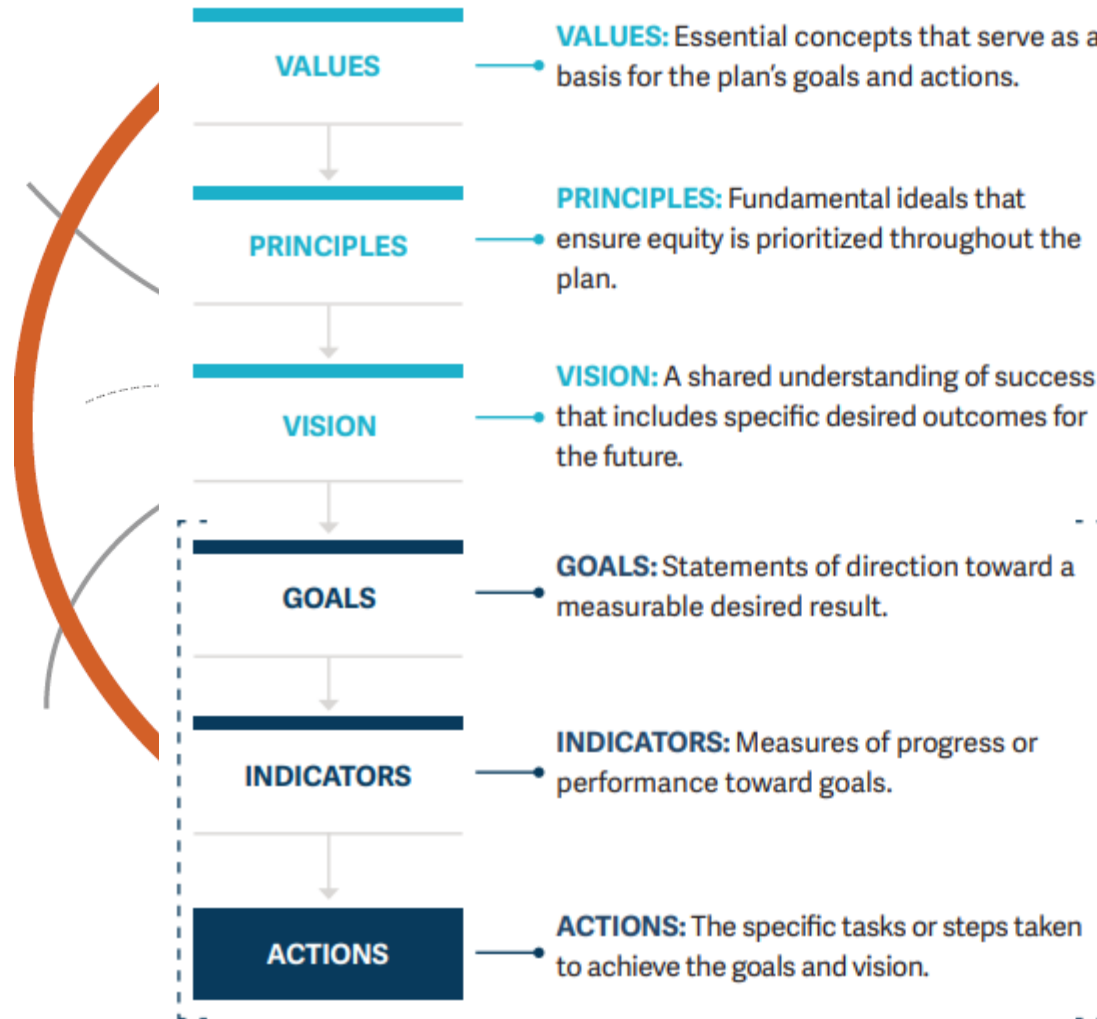 VALUES
VALUES: Essential concepts that serve as a
basis for the plan's goals and actions.
PRINCIPLES
PRINCIPLES: Fundamental ideals that
ensure equity is prioritized throughout the
plan.
VISION
VISION: A shared understanding of success
that includes specific desired outcomes for
the future.
GOALS
GOALS: Statements of direction toward a
measurable desired result.
INDICATORS
INDICATORS: Measures of progress or
performance toward goals.
ACTIONS
ACTIONS: The specific tasks or steps taken
to achieve the goals and vision.